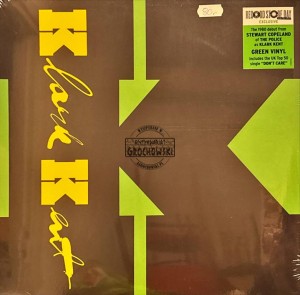 Klark Kent
RECORD STORE DAY
EXCLUSIVE
The 1980 debut from
STEWART COPELAND
of THE POLICE
as KLARK KENT
GREEN VINYL
Includes the UK Top 50
single "DON'T CARE"
GROCHOWSKI